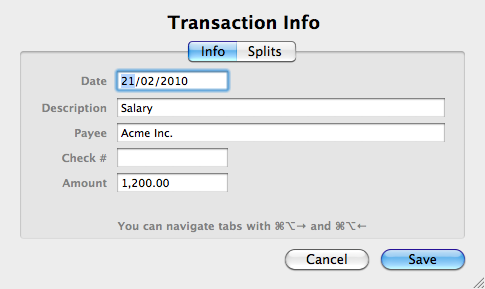 Transaction Info
Info Splits
Date 21/02/2010
Description Salary
Payee Acme Inc.
Check #
Amount 1,200.00
You can navigate tabs with ⌘⌥→ and ⌘⌥←
Cancel Save